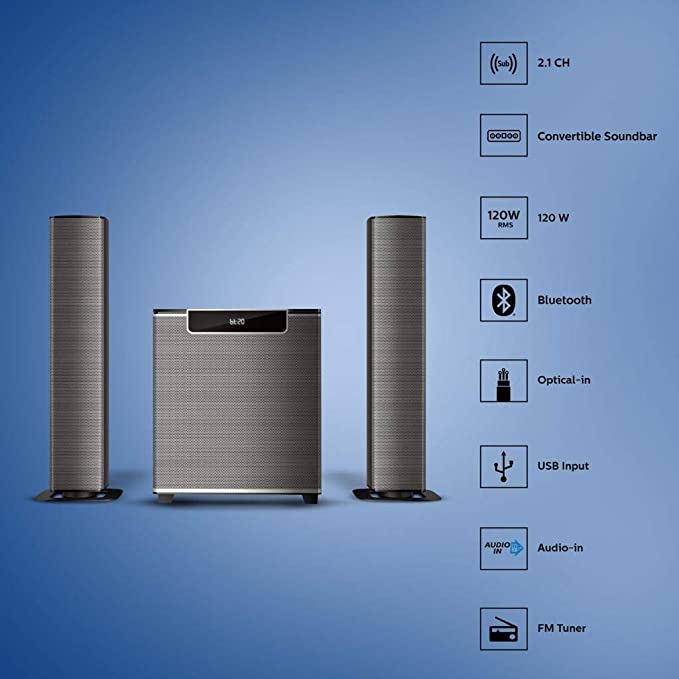 bt:20
Sub
2.1 CH
Convertible Soundbar
120W
RMS
120 W
Bluetooth
Optical-in
USB Input
AUDIO
IN
Audio-in
FM Tuner